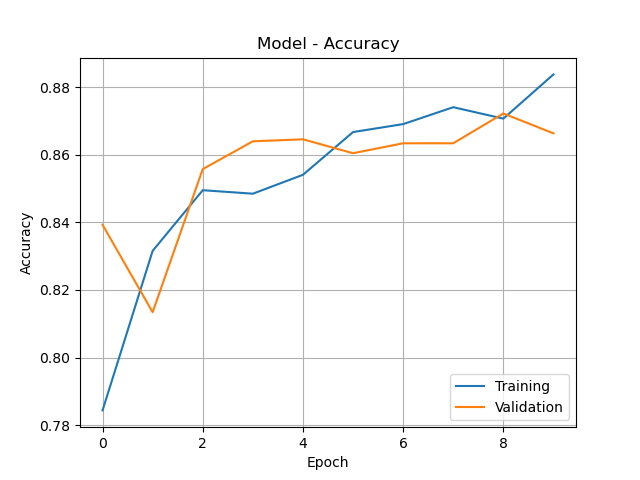 Model - Accuracy
Accuracy
0.88
0.86
0.84
0.82
0.80
0.78
0 2 4 6 8
Epoch
Training
Validation